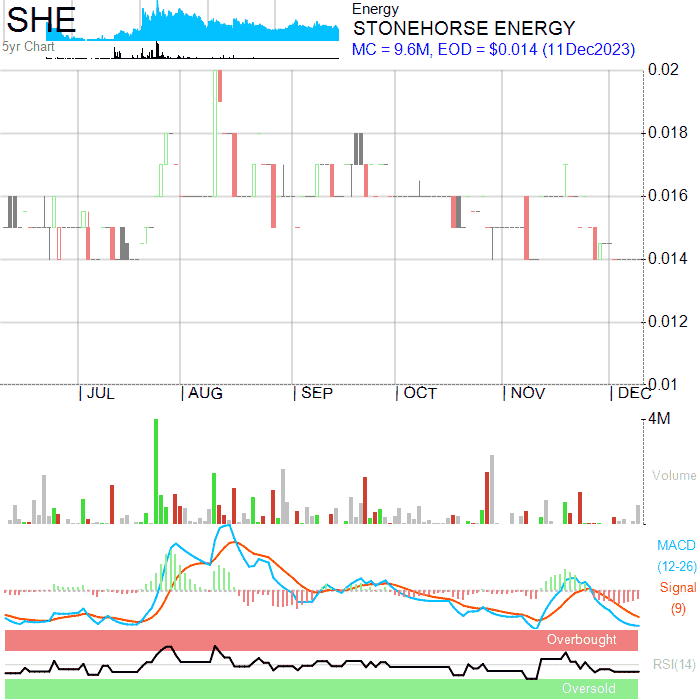 SHE
5yr Chart
Energy
STONEHORSE ENERGY
MC = 9.6M, EOD = $0.014 (11Dec2023)
0.02
0.018
0.016
0.014
0.012
0.01
| JUL | AUG | SEP | OCT | NOV | DEC
4M
Volume
MACD
(12-26)
Signal
(9)
Overbought
RSI(14)
Oversold